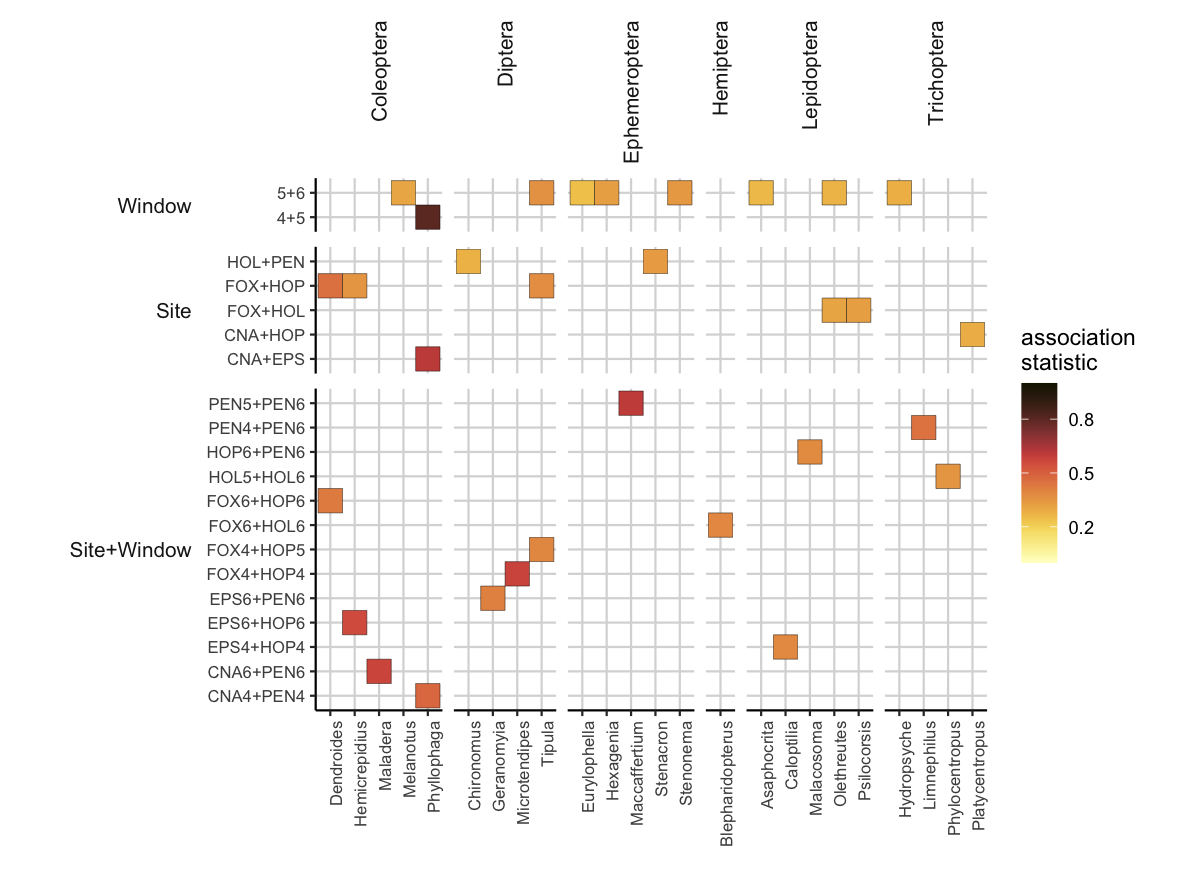 Coleoptera
Diptera
Ephemeroptera
Hemiptera
Lepidoptera
Trichoptera
Window
5+6
4+5
Site
HOL+PEN
FOX+HOP
FOX+HOL
CNA+HOP
CNA+EPS
Site+Window
PEN5+PEN6
PEN4+PEN6
HOP6+PEN6
HOL5+HOL6
FOX6+HOP6
FOX6+HOL6
FOX4+HOP5
FOX4+HOP4
EPS6+PEN6
EPS6+HOP6
EPS4+HOP4
CNA6+PEN6
CNA4+PEN4
Dendroides
Hemicrepidius
Maladera
Melanotus
Phyllophaga
Chironomus
Geranomyia
Microtendipes
Tipula
Eurylophella
Hexagenia
Maccaffertium
Stenacron
Stenonema
Blepharidopterus
Asaphocrita
Caloptilia
Malacosoma
Olethreutes
Psilocorsis
Hydropsyche
Limnephilus
Phylocentropus
Platycentropus
association
statistic
0.8
0.5
0.2